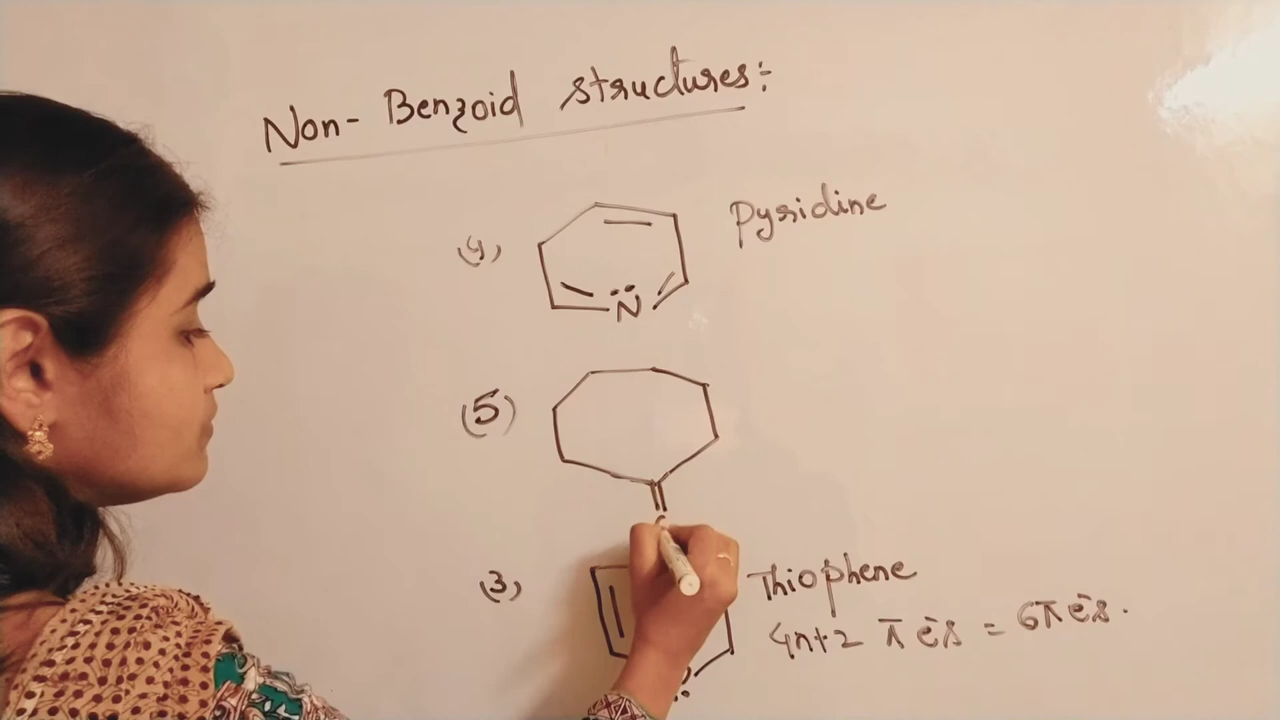 Non-Benzoid structures:-
(4) Pyridine
N
(5)
(3) Thiophene
4n+2 π ēs = 6π ēs.